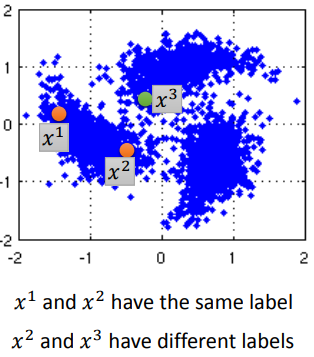 2
1
x³
0
x¹
x²
-1
-2
-2 -1 0 1 2
x¹ and x² have the same label
x² and x³ have different labels